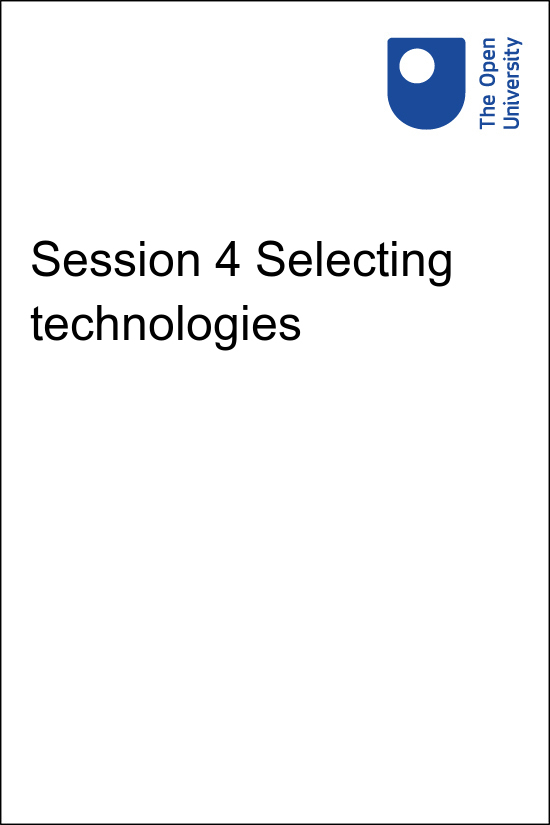 The Open
University
Session 4 Selecting
technologies